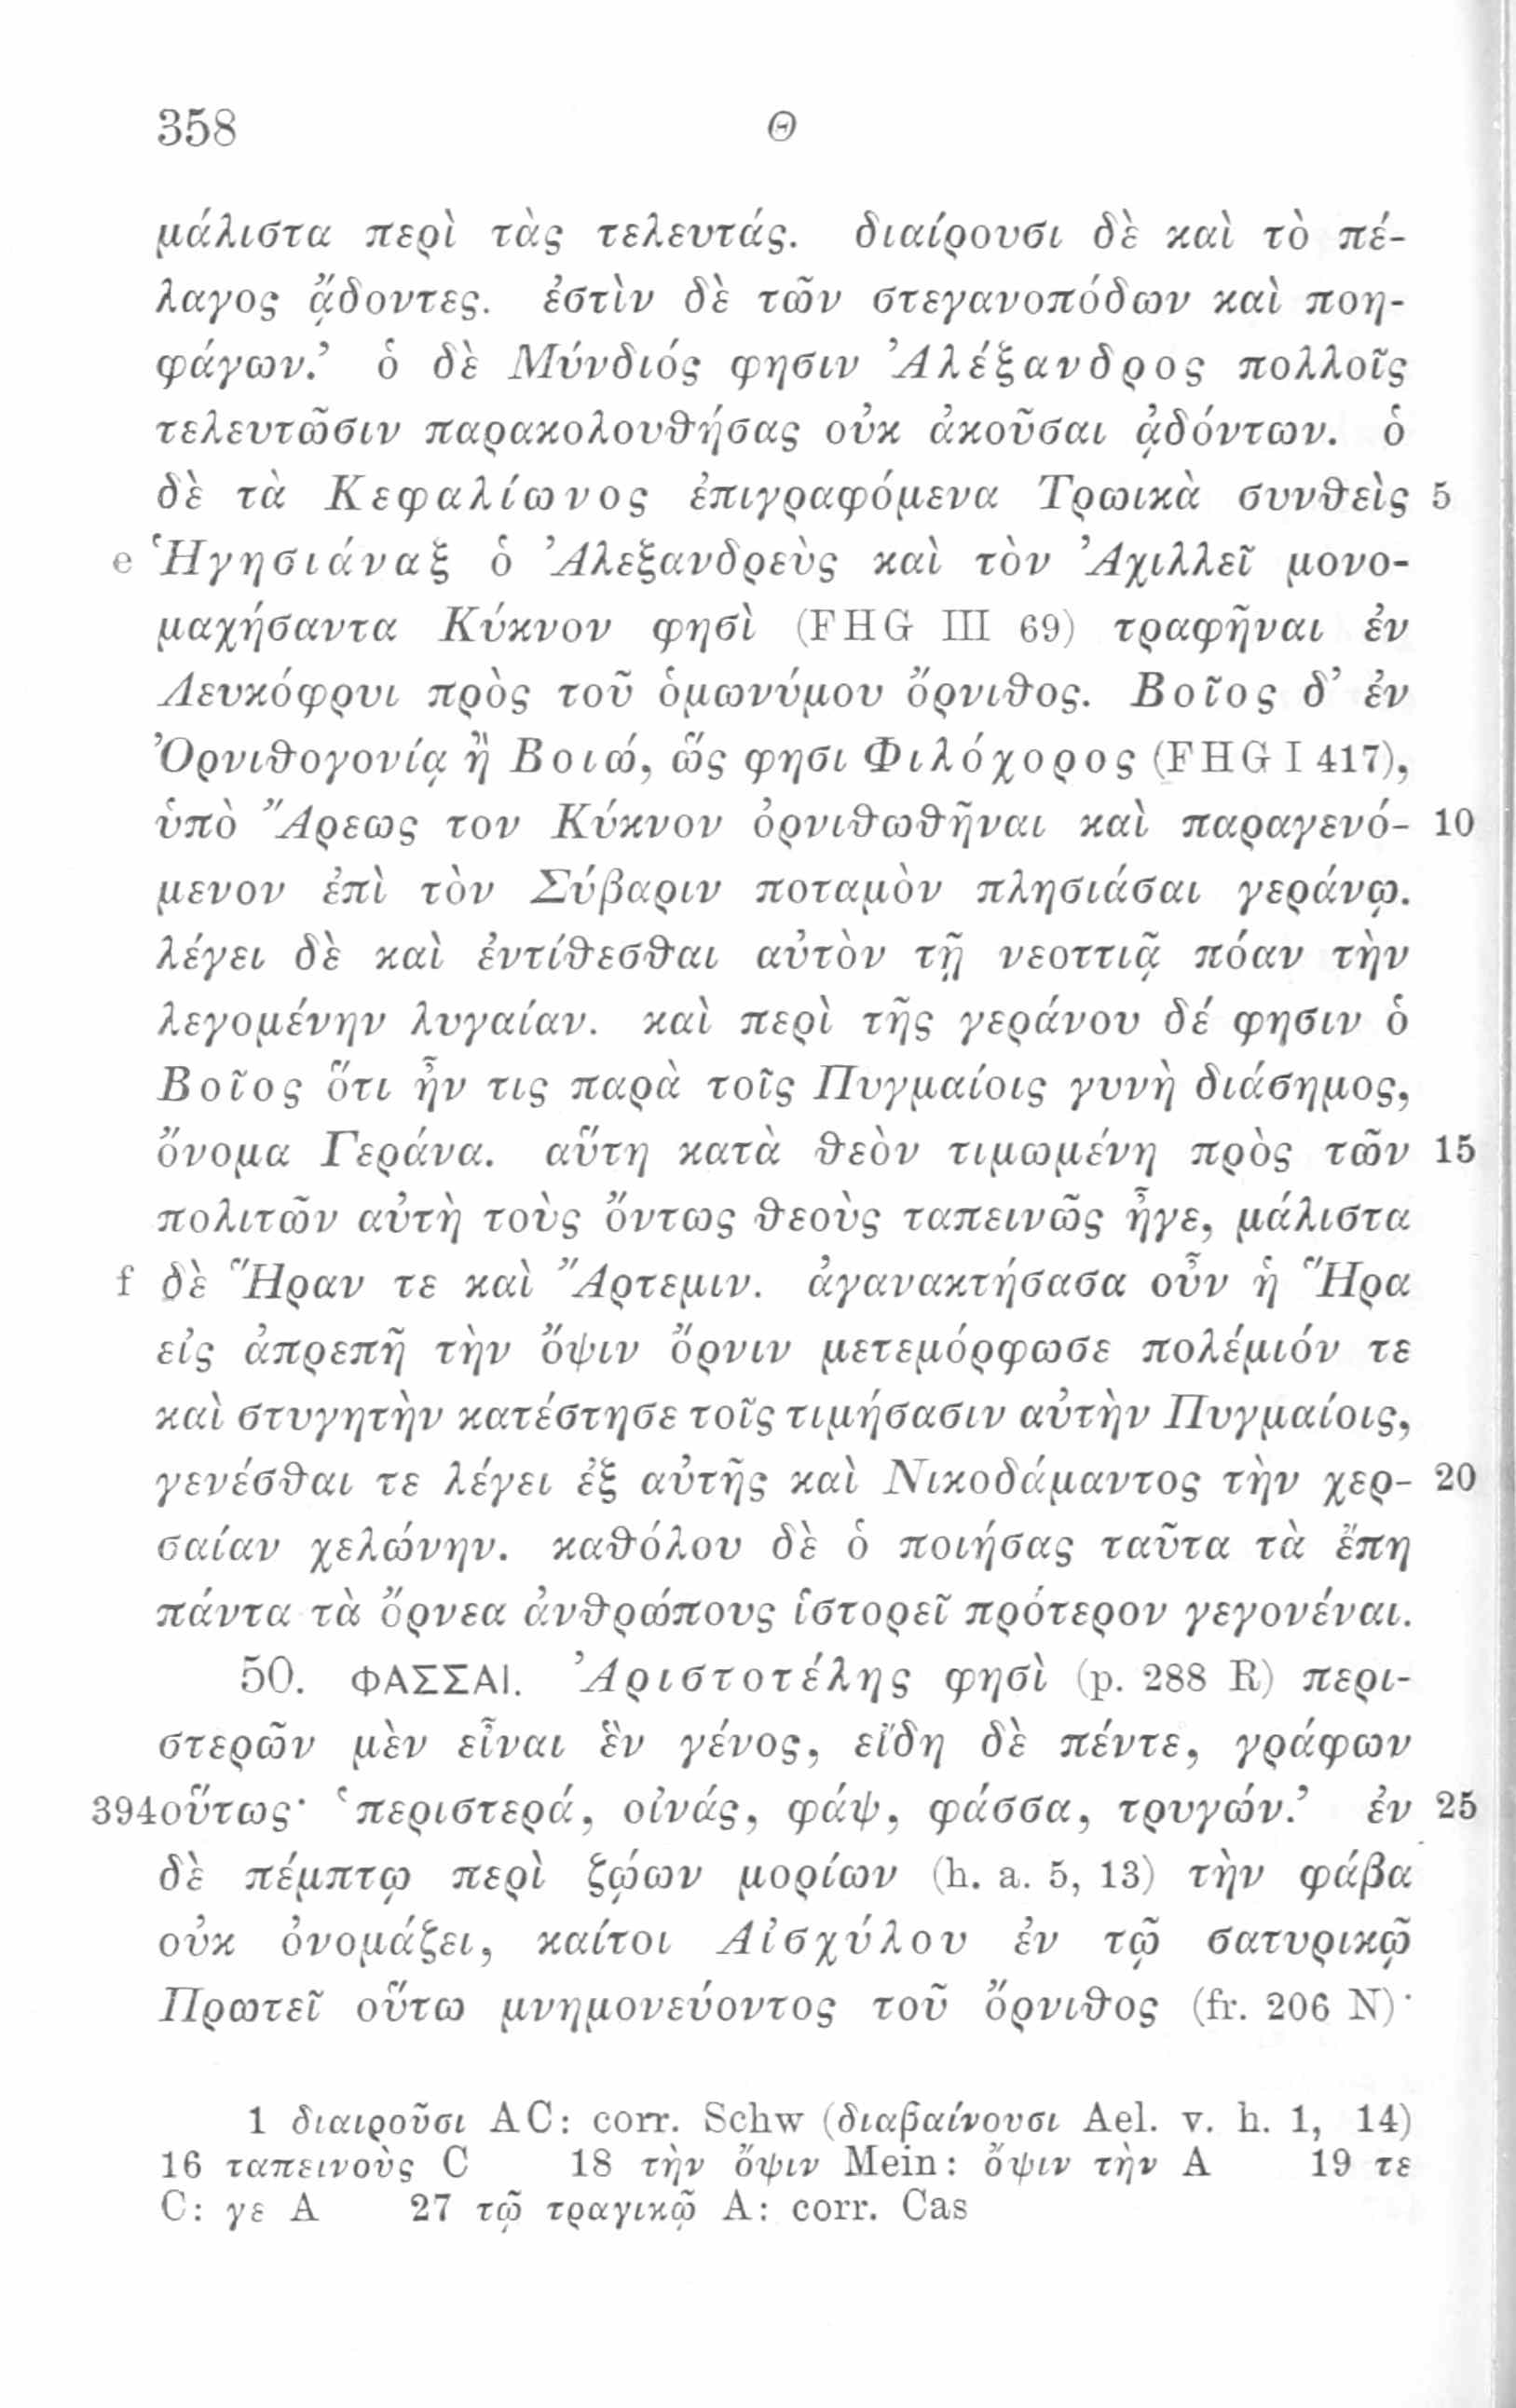 358 Θ
μάλιστα περὶ τὰς τελευτάς. διαίρουσι δὲ καὶ τὸ πέ-
λαγος ᾄδοντες. ἐστὶν δὲ τῶν στεγανοπόδων καὶ ποη-
φάγων.’ ὁ δὲ Μύνδιός φησιν Ἀλέξανδρος πολλοῖς
τελευτῶσιν παρακολουθήσας οὐκ ἀκοῦσαι ᾀδόντων. ὁ
δὲ τὰ Κεφαλίωνος ἐπιγραφόμενα Τρωικὰ συνθεὶς 5
e Ἡγησιάναξ ὁ Ἀλεξανδρεὺς καὶ τὸν Ἀχιλλεῖ μονο-
μαχήσαντα Κύκνον φησὶ (FHG III 69) τραφῆναι ἐν
Λευκόφρυι πρὸς τοῦ ὁμωνύμου ὄρνιθος. Βοῖος δ’ ἐν
Ὀρνιθογονίᾳ ἢ Βοιώ, ὥς φησι Φιλόχορος (FHG I 417),
ὑπὸ Ἄρεως τον Κύκνον ὀρνιθωθῆναι καὶ παραγενό- 10
μενον ἐπὶ τὸν Σύβαριν ποταμὸν πλησιάσαι γεράνῳ.
λέγει δὲ καὶ ἐντίθεσθαι αὐτὸν τῇ νεοττιᾷ πόαν τὴν
λεγομένην λυγαίαν. καὶ περὶ τῆς γεράνου δέ φησιν ὁ
Βοῖος ὅτι ἦν τις παρὰ τοῖς Πυγμαίοις γυνὴ διάσημος,
ὄνομα Γεράνα. αὕτη κατὰ θεὸν τιμωμένη πρὸς τῶν 15
πολιτῶν αὐτὴ τοὺς ὄντως θεοὺς ταπεινῶς ἦγε, μάλιστα
f δὲ Ἥραν τε καὶ Ἄρτεμιν. ἀγανακτήσασα οὖν ἡ Ἥρα
εἰς ἀπρεπῆ τὴν ὄψιν ὄρνιν μετεμόρφωσε πολέμιόν τε
καὶ στυγητὴν κατέστησε τοῖς τιμήσασιν αὐτὴν Πυγμαίοις,
γενέσθαι τε λέγει ἐξ αὐτῆς καὶ Νικοδάμαντος τὴν χερ- 20
σαίαν χελώνην. καθόλου δὲ ὁ ποιήσας ταῦτα τὰ ἔπη
πάντα τὰ ὄρνεα ἀνθρώπους ἱστορεῖ πρότερον γεγονέναι.
50. ΦΑΣΣΑΙ. Ἀριστοτέλης φησὶ (p. 288 R) περι-
στερῶν μὲν εἶναι ἓν γένος, εἴδη δὲ πέντε, γράφων
394 οὕτως· ‘περιστερά, οἰνάς, φάψ, φάσσα, τρυγών.’ ἐν 25
δὲ πέμπτῳ περὶ ζῴων μορίων (h. a. 5, 13) τὴν φάβα
οὐκ ὀνομάζει, καίτοι Αἰσχύλου ἐν τῷ σατυρικῷ
Πρωτεῖ οὕτω μνημονεύοντος τοῦ ὄρνιθος (fr. 206 N)·
1 διαιροῦσι AC: corr. Schw (διαβαίνουσι Ael. v. h. 1, 14)
16 ταπεινοὺς C 18 τὴν ὄψιν Mein: ὄψιν τὴν A 19 τε
C: γε A 27 τῷ τραγικῷ A: corr. Cas